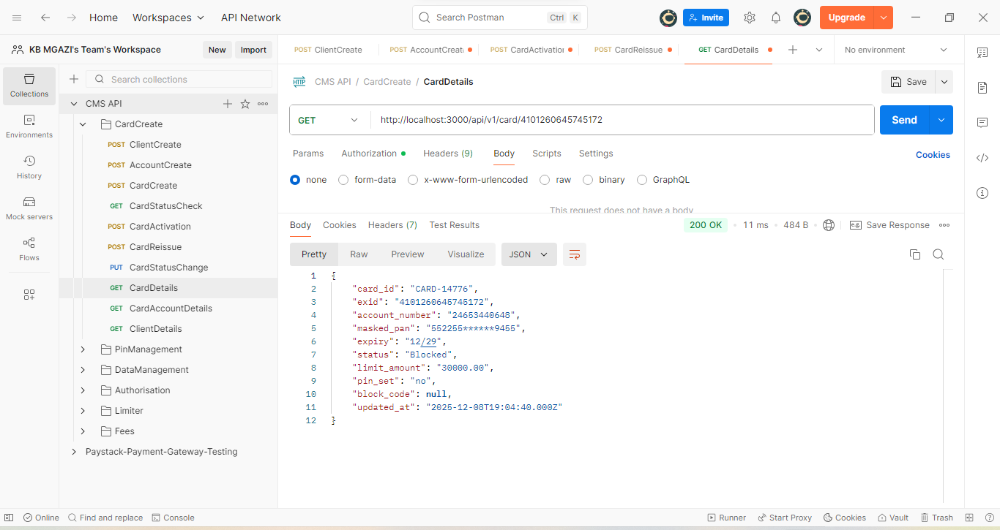 Home Workspaces API Network Search Postman Ctrl K Invite Upgrade
KB MGAZI's Team's Workspace New Import
POST ClientCreate POST AccountCreat POST CardActivation POST CardReissue GET CardDetails No environment
Collections
Environments
History
Mock servers
Flows
Search collections
CMS API
CardCreate
POST ClientCreate
POST AccountCreate
POST CardCreate
GET CardStatusCheck
POST CardActivation
POST CardReissue
PUT CardStatusChange
GET CardDetails
GET CardAccountDetails
GET ClientDetails
PinManagement
DataManagement
Authorisation
Limiter
Fees
Paystack-Payment-Gateway-Testing
HTTP CMS API / CardCreate / CardDetails Save
GET http://localhost:3000/api/v1/card/4101260645745172 Send
Params Authorization Headers (9) Body Scripts Settings Cookies
none form-data x-www-form-urlencoded raw binary GraphQL
This request does not have a body
Body Cookies Headers (7) Test Results 200 OK 11 ms 484 B e.g. Save Response
Pretty Raw Preview Visualize JSON
1 {
2 "card_id": "CARD-14776",
3 "exid": "4101260645745172",
4 "account_number": "24653440648",
5 "masked_pan": "552255******9455",
6 "expiry": "12/29",
7 "status": "Blocked",
8 "limit_amount": "30000.00",
9 "pin_set": "no",
10 "block_code": null,
11 "updated_at": "2025-12-08T19:04:40.000Z"
12 }
Online Find and replace Console Runner Start Proxy Cookies Vault Trash